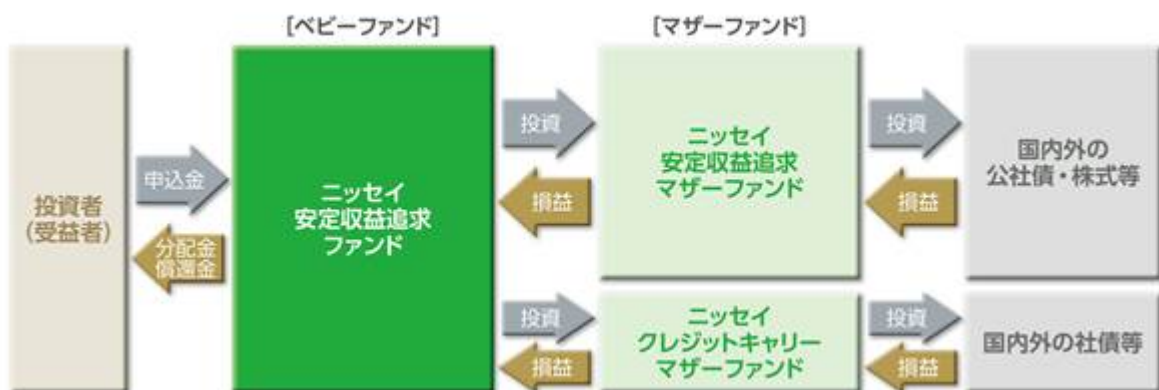 [ベビーファンド]
[マザーファンド]
投資者
(受益者)
申込金
分配金
償還金
ニッセイ
安定収益追求
ファンド
投資
損益
ニッセイ
安定収益追求
マザーファンド
投資
損益
国内外の
公社債・株式等
投資
損益
ニッセイ
クレジットキャリー
マザーファンド
投資
損益
国内外の社債等